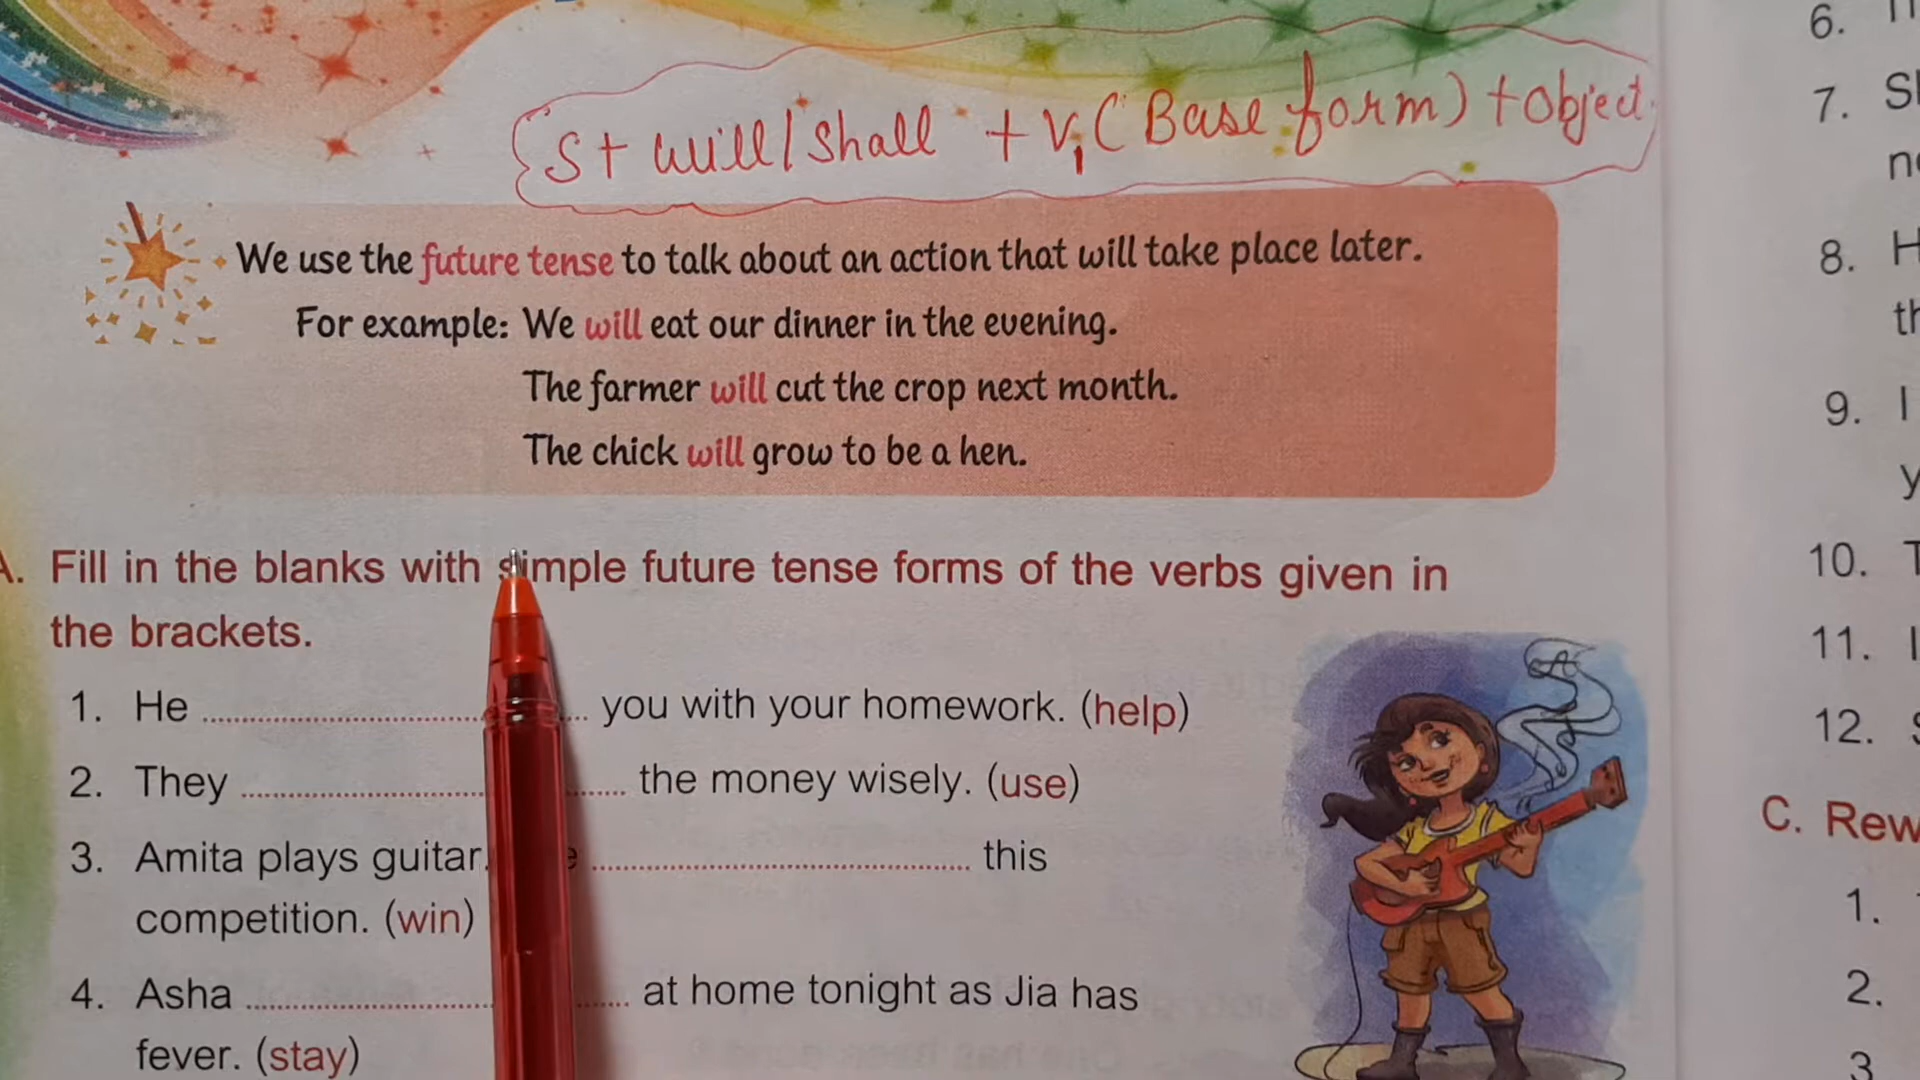 S + will/shall + V1 (Base form) + object
We use the future tense to talk about an action that will take place later.
For example: We will eat our dinner in the evening.
The farmer will cut the crop next month.
The chick will grow to be a hen.
A. Fill in the blanks with simple future tense forms of the verbs given in
the brackets.
1. He ........................ you with your homework. (help)
2. They ........................ the money wisely. (use)
3. Amita plays guitar. ........................ this
competition. (win)
4. Asha ........................ at home tonight as Jia has
fever. (stay)
6.
7.
8.
9. I
10.
11.
12.
C.
1.
2.
3